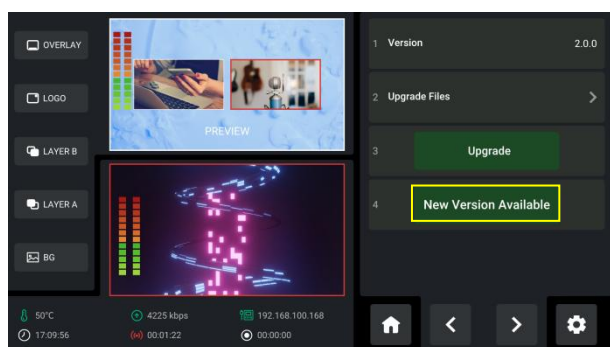 OVERLAY
LOGO
LAYER B
LAYER A
BG
PREVIEW
1 Version 2.0.0
2 Upgrade Files
3 Upgrade
4 New Version Available
50°C 4225 kbps 192.168.100.168
17:09:56 00:01:22 00:00:00